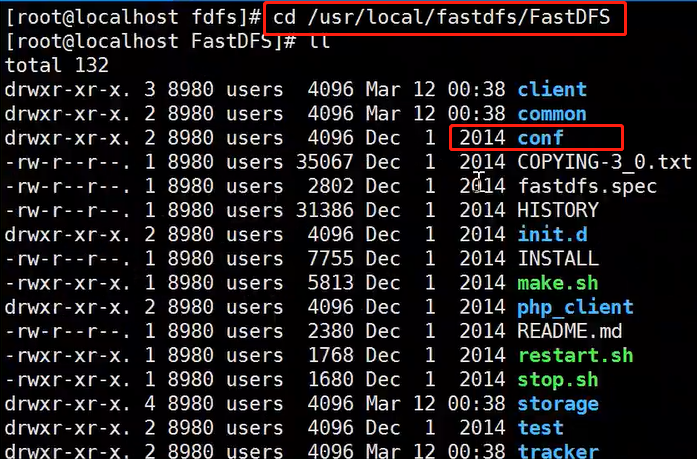 [root@localhost fdfs]# cd /usr/local/fastdfs/FastDFS
[root@localhost FastDFS]# ll
total 132
drwxr-xr-x. 3 8980 users  4096 Mar 12 00:38 client
drwxr-xr-x. 2 8980 users  4096 Mar 12 00:38 common
drwxr-xr-x. 2 8980 users  4096 Dec  1  2014 conf
-rw-r--r--. 1 8980 users 35067 Dec  1  2014 COPYING-3_0.txt
-rw-r--r--. 1 8980 users  2802 Dec  1  2014 fastdfs.spec
-rw-r--r--. 1 8980 users 31386 Dec  1  2014 HISTORY
drwxr-xr-x. 2 8980 users  4096 Dec  1  2014 init.d
-rw-r--r--. 1 8980 users  7755 Dec  1  2014 INSTALL
-rwxr-xr-x. 1 8980 users  5813 Dec  1  2014 make.sh
drwxr-xr-x. 2 8980 users  4096 Dec  1  2014 php_client
-rw-r--r--. 1 8980 users  2380 Dec  1  2014 README.md
-rwxr-xr-x. 1 8980 users  1768 Dec  1  2014 restart.sh
-rwxr-xr-x. 1 8980 users  1680 Dec  1  2014 stop.sh
drwxr-xr-x. 4 8980 users  4096 Mar 12 00:38 storage
drwxr-xr-x. 2 8980 users  4096 Dec  1  2014 test
drwxr-xr-x. 2 8980 users  4096 Mar 12 00:38 tracker